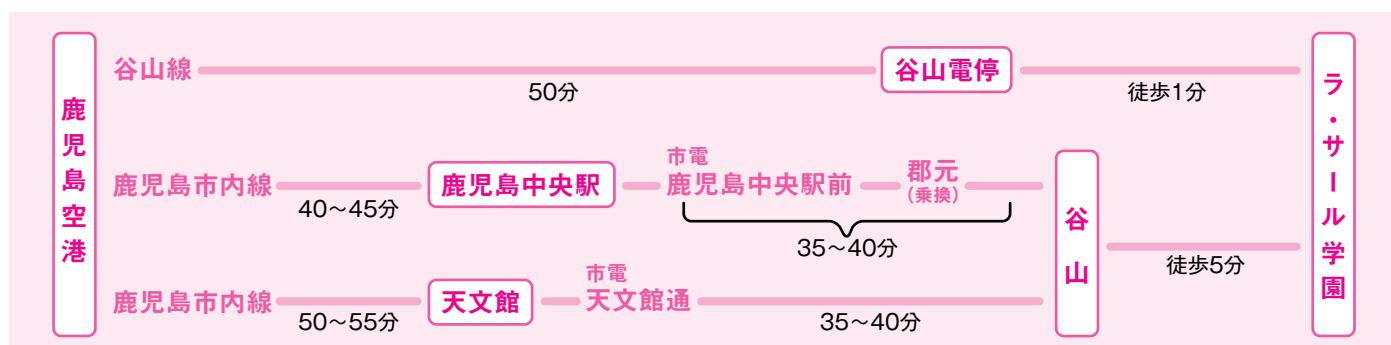 鹿児島空港
谷山線
50分
谷山電停
徒歩1分
鹿児島市内線
40〜45分
鹿児島中央駅
市電
鹿児島中央駅前
郡元
(乗換)
35〜40分
鹿児島市内線
50〜55分
天文館
市電
天文館通
35〜40分
谷山
徒歩5分
ラ・サール学園